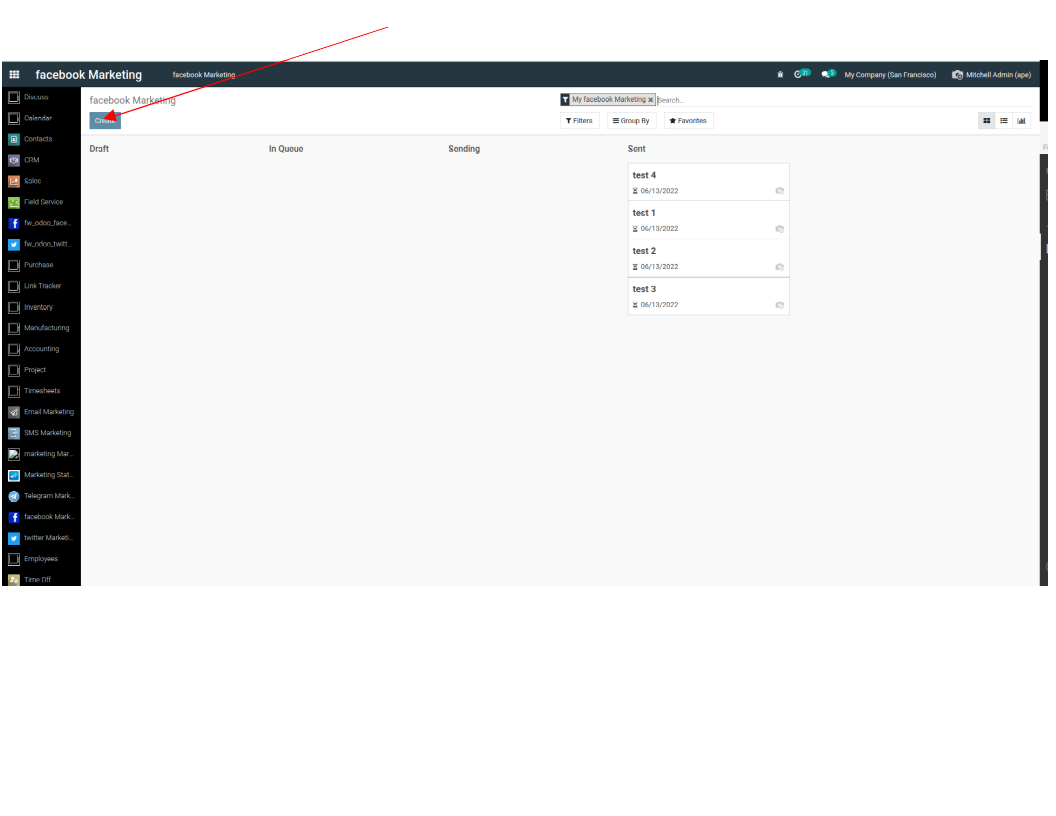 facebook Marketing
facebook Marketing
My Company (San Francisco)
Mitchell Admin (ape)
Discuss
Calendar
Contacts
CRM
Sales
Field Service
fw_odoo_face...
fw_odoo_twitt...
Purchase
Link Tracker
Inventory
Manufacturing
Accounting
Project
Timesheets
Email Marketing
SMS Marketing
marketing Mar...
Marketing Stat...
Telegram Mark...
facebook Mark...
twitter Marketi...
Employees
Time Off
facebook Marketing
My facebook Marketing
Search...
Create
Filters
Group By
Favorites
Draft
In Queue
Sending
Sent
test 4
06/13/2022
test 1
06/13/2022
test 2
06/13/2022
test 3
06/13/2022